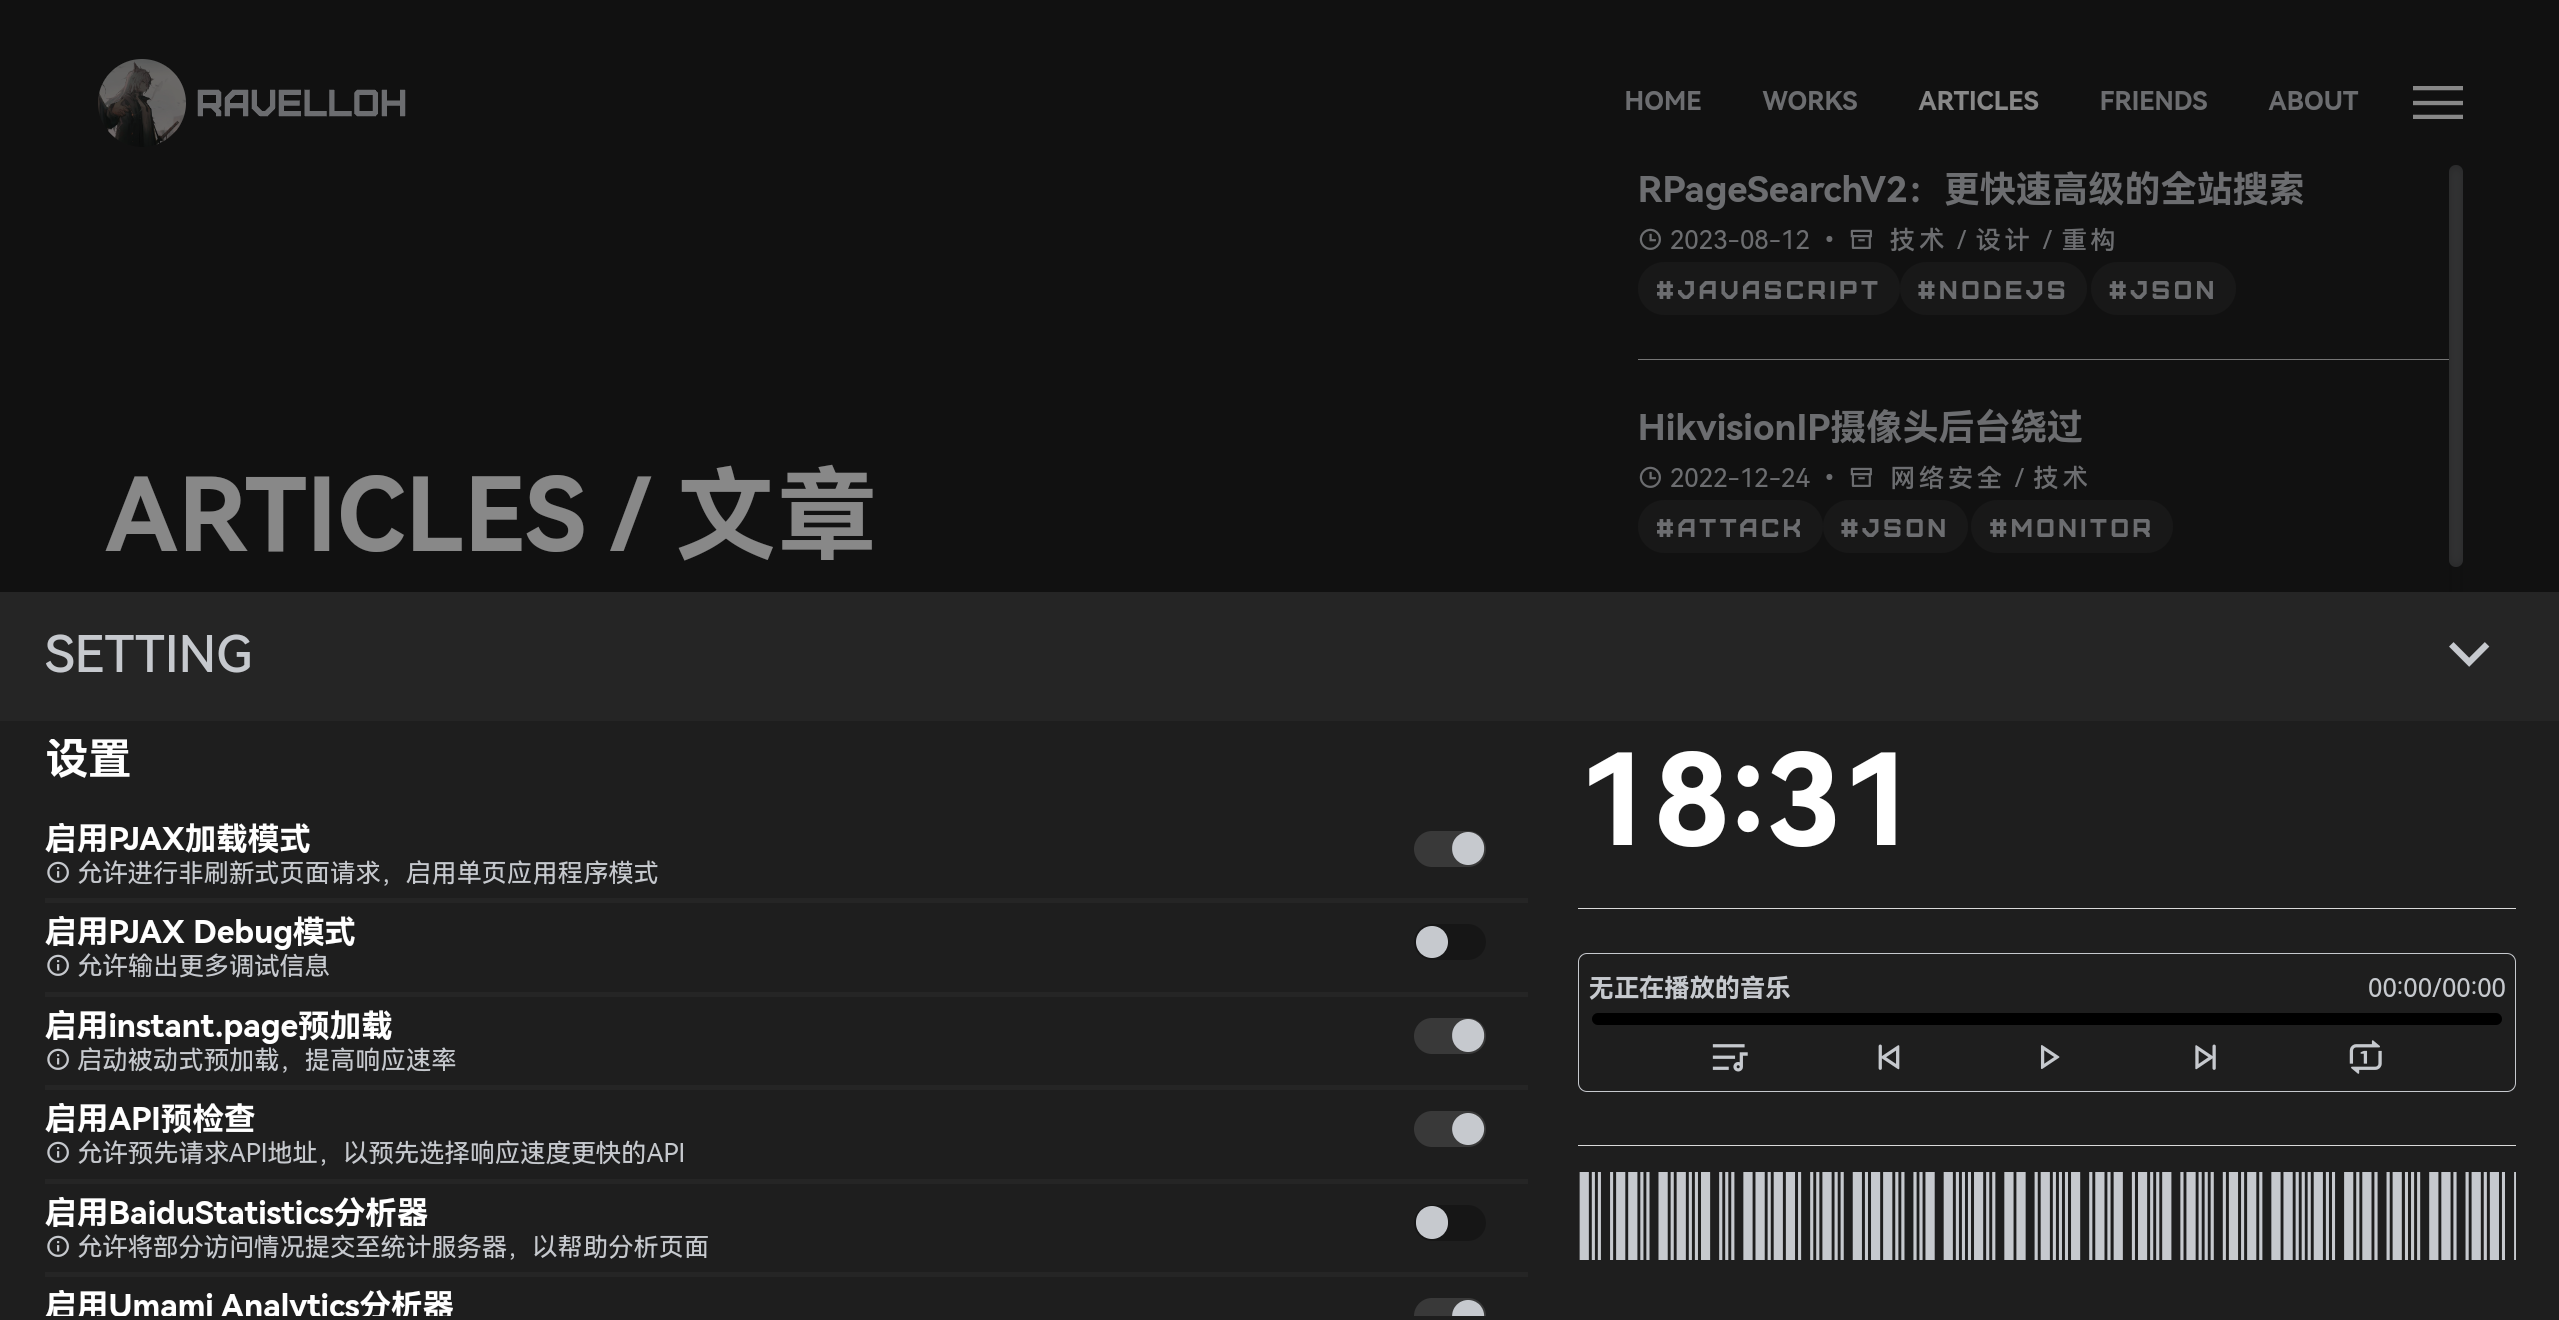 RAVELLOH
HOME WORKS ARTICLES FRIENDS ABOUT
RPageSearchV2：更快速高级的全站搜索
2023-08-12 • 技术 / 设计 / 重构
#JAVASCRIPT #NODEJS #JSON
HikvisionIP摄像头后台绕过
2022-12-24 • 网络安全 / 技术
#ATTACK #JSON #MONITOR
ARTICLES / 文章
SETTING
设置
启用PJAX加载模式
允许进行非刷新式页面请求，启用单页应用程序模式
启用PJAX Debug模式
允许输出更多调试信息
启用instant.page预加载
启动被动式预加载，提高响应速率
启用API预检查
允许预先请求API地址，以预先选择响应速度更快的API
启用BaiduStatistics分析器
允许将部分访问情况提交至统计服务器，以帮助分析页面
启用Umami Analytics分析器
18:31
无正在播放的音乐 00:00/00:00
1